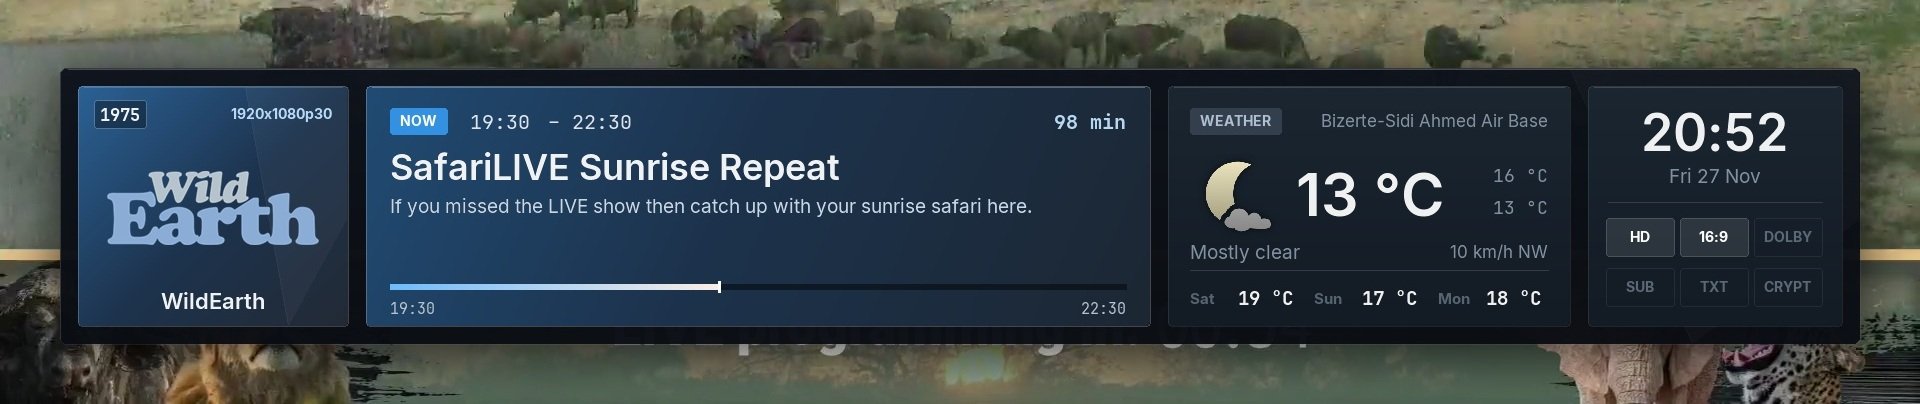 1975
1920x1080p30
Wild
Earth
WildEarth
NOW 19:30 - 22:30
98 min
SafariLIVE Sunrise Repeat
If you missed the LIVE show then catch up with your sunrise safari here.
19:30
22:30
WEATHER
Bizerte-Sidi Ahmed Air Base
13 °C
16 °C
13 °C
Mostly clear
10 km/h NW
Sat 19 °C Sun 17 °C Mon 18 °C
20:52
Fri 27 Nov
HD 16:9 DOLBY
SUB TXT CRYPT